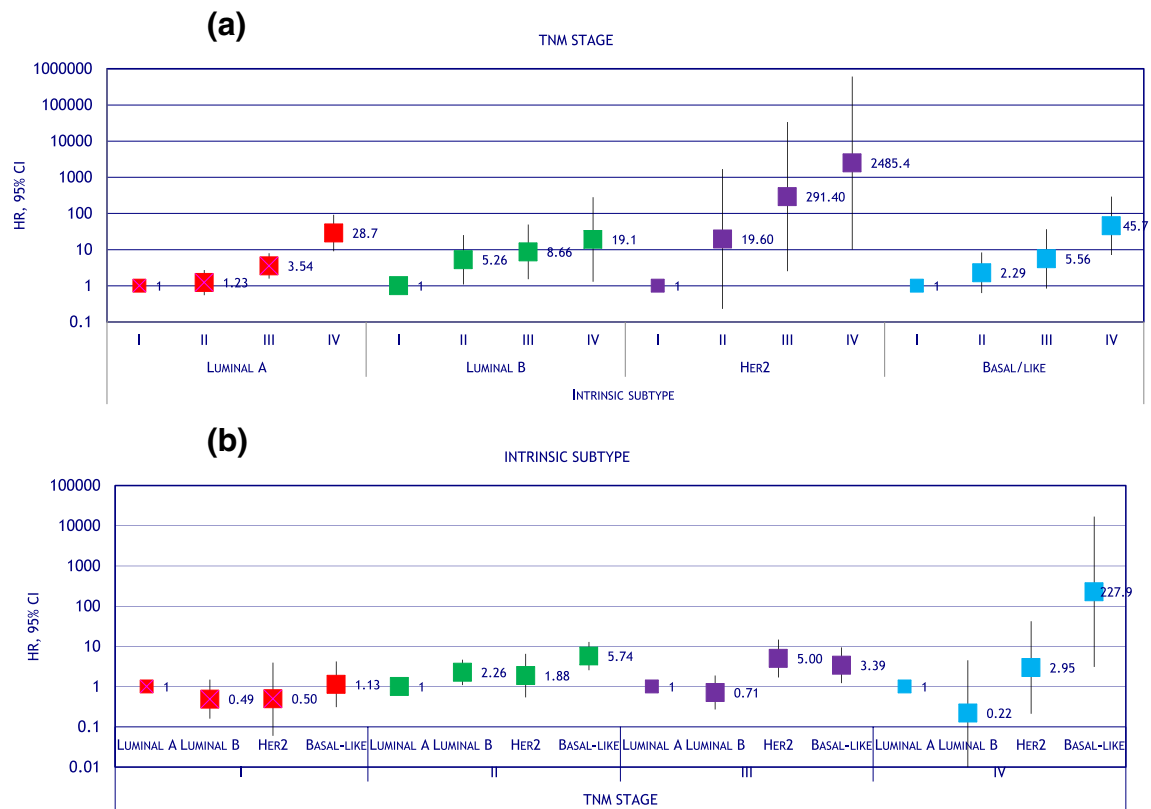 (a)
TNM STAGE
1000000
100000
10000
1000
100
10
1
0.1
HR, 95% CI
1 1.23 3.54 28.7 1 5.26 8.66 19.1 1 19.60 291.40 2485.4 1 2.29 5.56 45.7
I II III IV I II III IV I II III IV I II III IV
LUMINAL A LUMINAL B HER2 BASAL/LIKE
INTRINSIC SUBTYPE
(b)
INTRINSIC SUBTYPE
100000
10000
1000
100
10
1
0.1
0.01
HR, 95% CI
1 0.49 0.50 1.13 1 2.26 1.88 5.74 1 0.71 5.00 3.39 1 0.22 2.95 227.9
LUMINAL A LUMINAL B HER2 BASAL-LIKE LUMINAL A LUMINAL B HER2 BASAL-LIKE LUMINAL A LUMINAL B HER2 BASAL-LIKE LUMINAL A LUMINAL B HER2 BASAL-LIKE
I II III IV
TNM STAGE